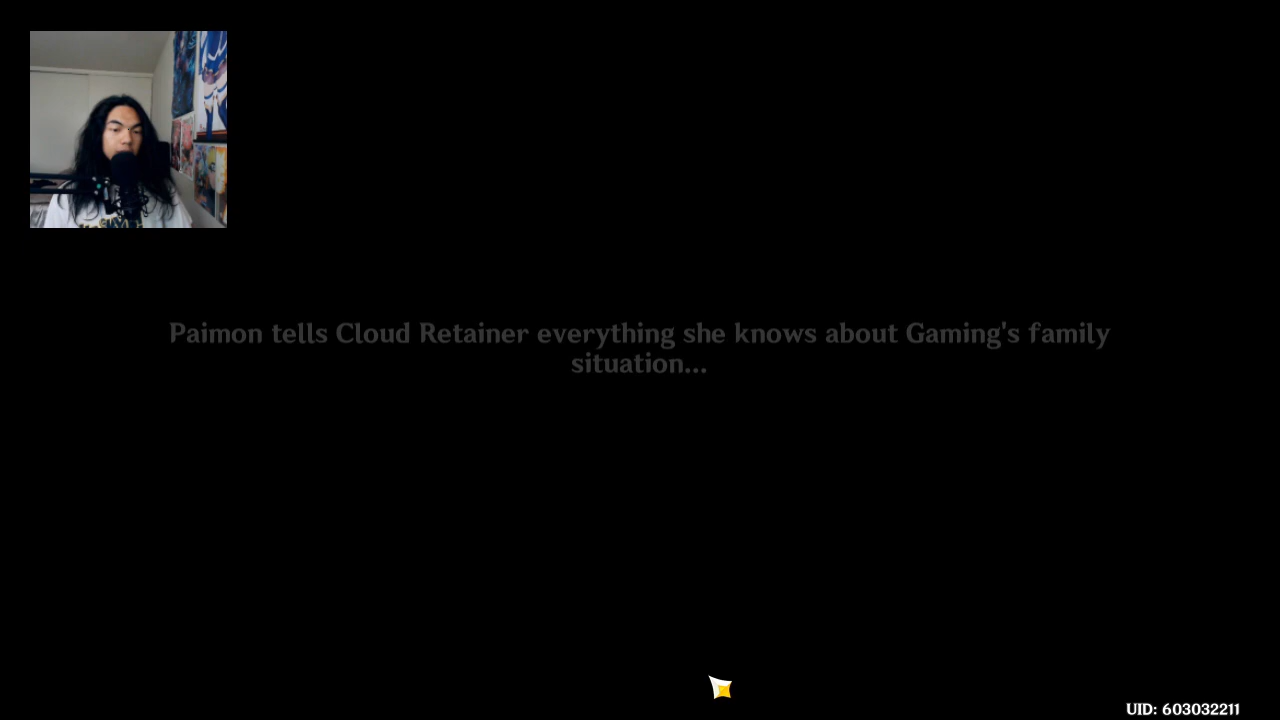 Paimon tells Cloud Retainer everything she knows about Gaming's family
situation...
UID: 603032211